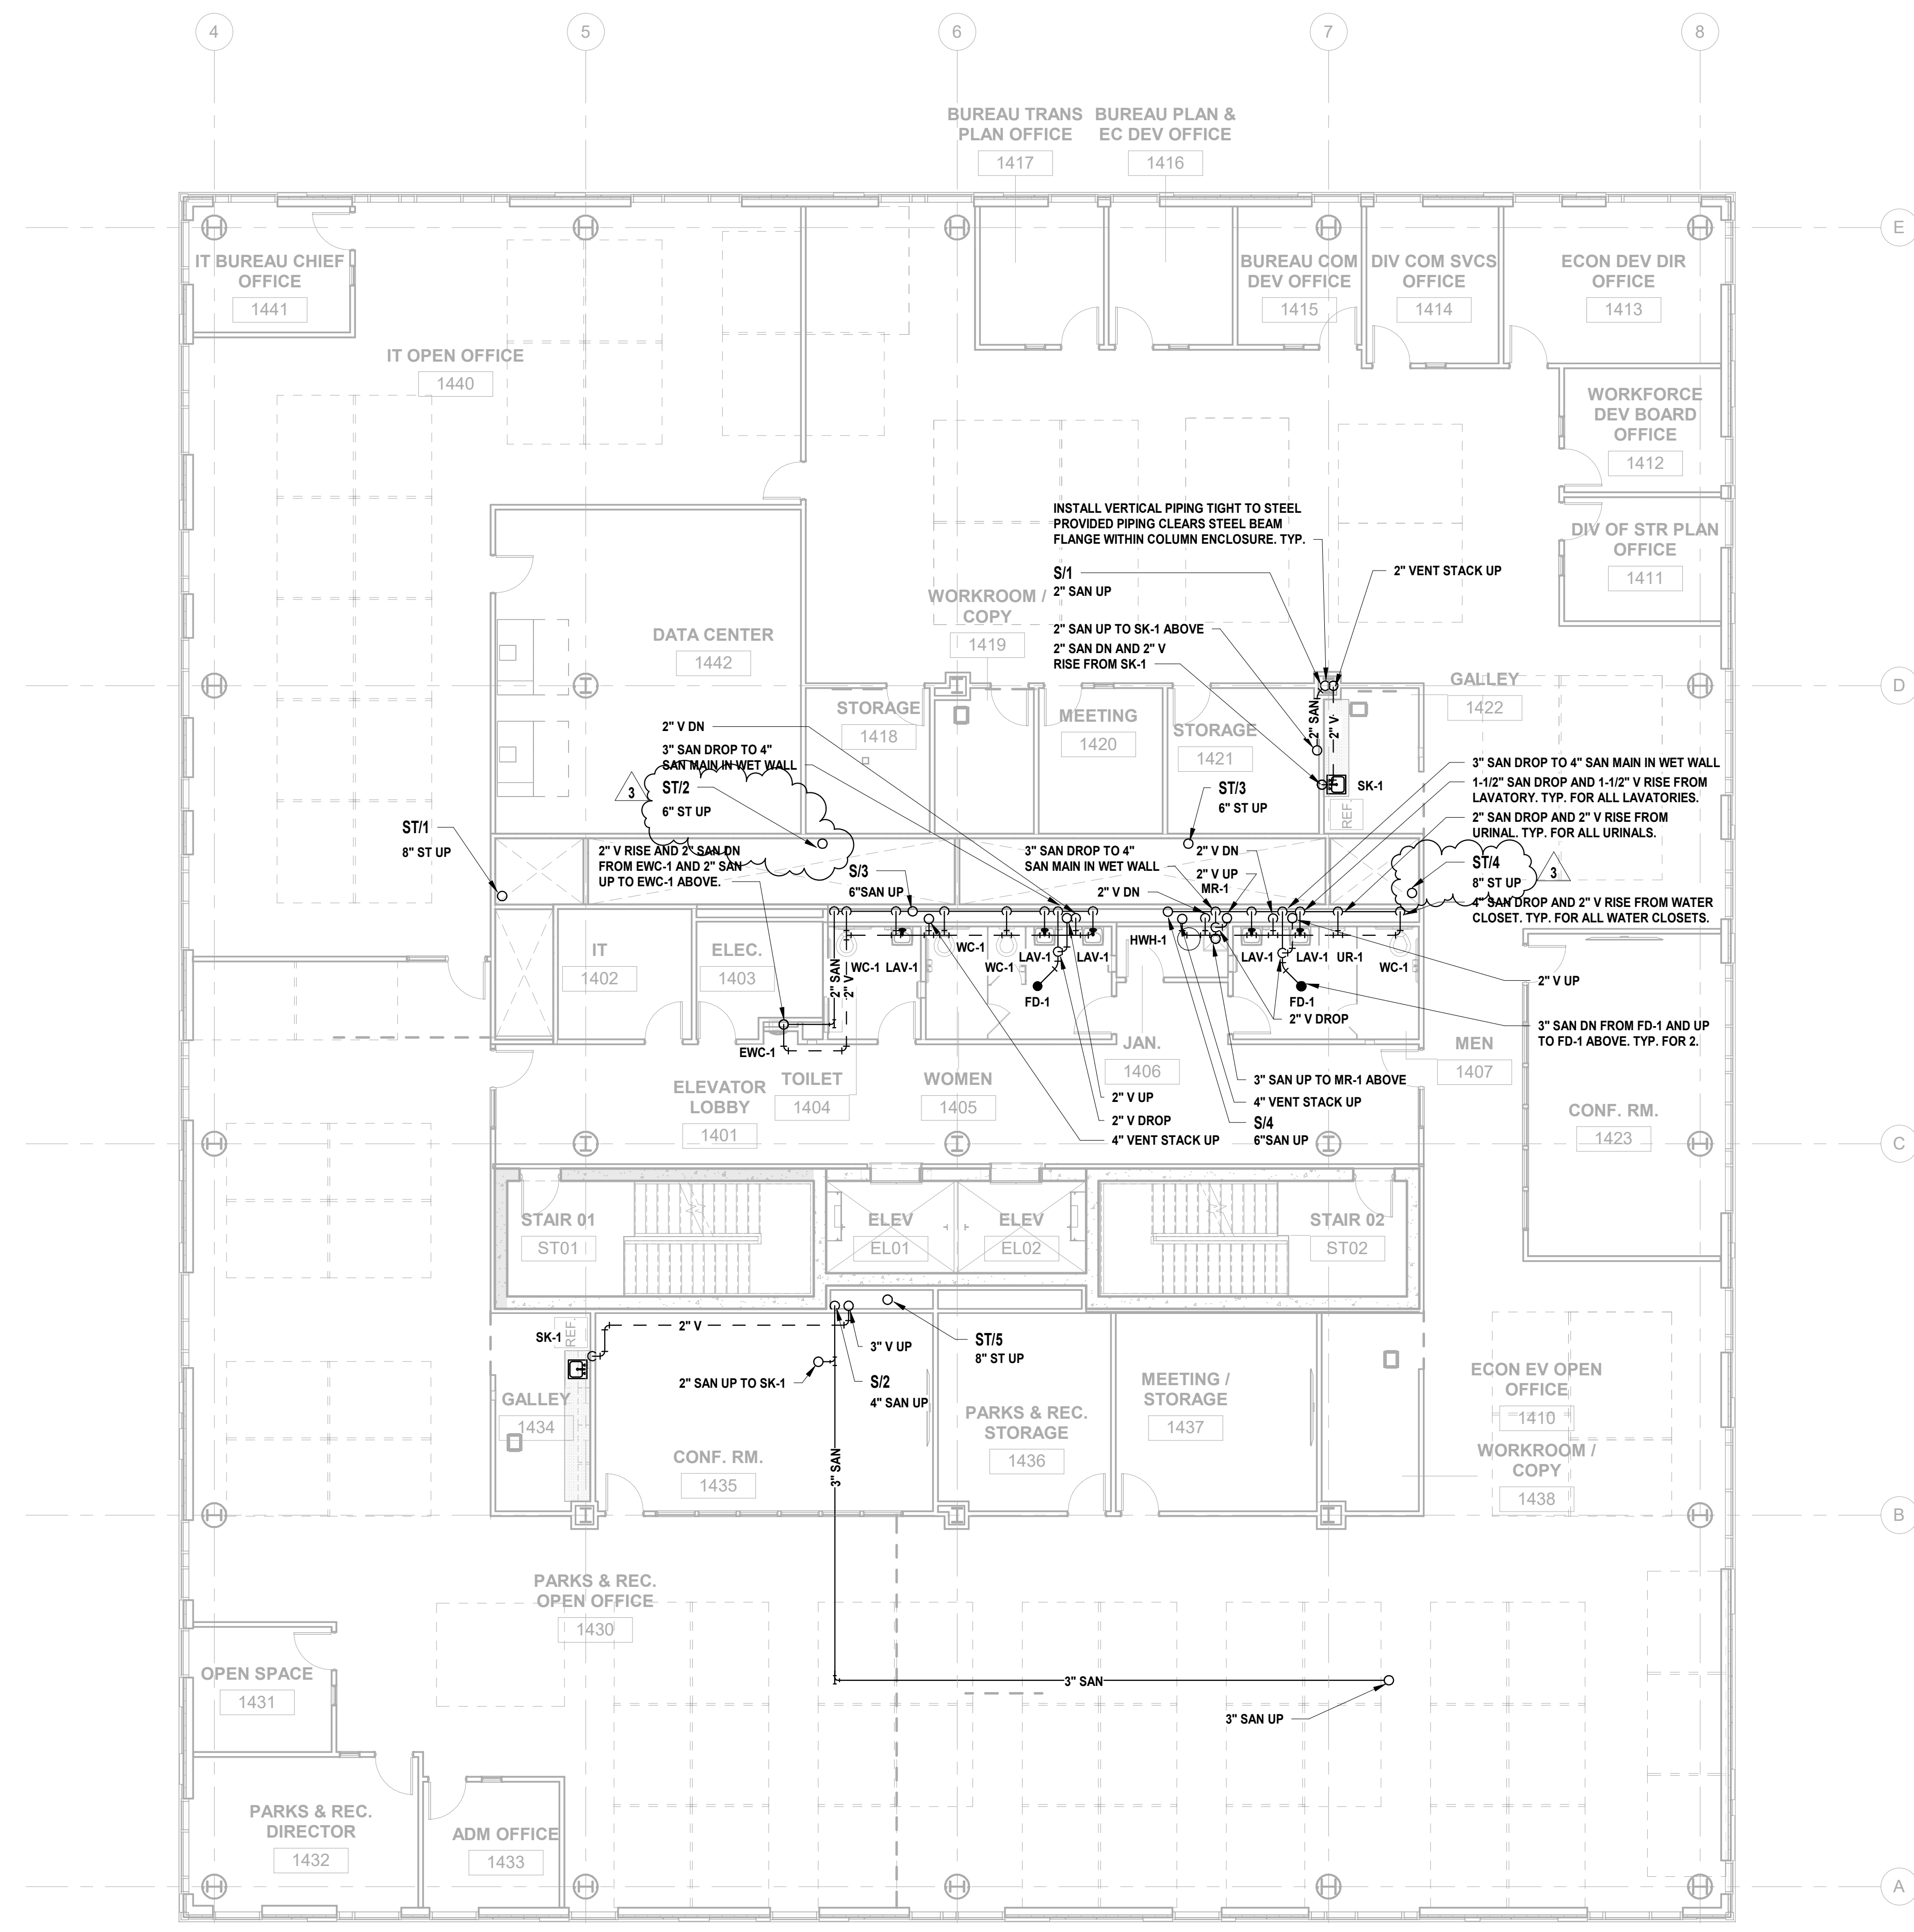 4
5
6
7
8
BUREAU TRANS
PLAN OFFICE
1417
BUREAU PLAN &
EC DEV OFFICE
1416
E
IT BUREAU CHIEF
OFFICE
1441
BUREAU COM
DEV OFFICE
1415
DIV COM SVCS
OFFICE
1414
ECON DEV DIR
OFFICE
1413
IT OPEN OFFICE
1440
WORKFORCE
DEV BOARD
OFFICE
1412
DIV OF STR PLAN
OFFICE
1411
INSTALL VERTICAL PIPING TIGHT TO STEEL
PROVIDED PIPING CLEARS STEEL BEAM
FLANGE WITHIN COLUMN ENCLOSURE. TYP.
S/1
2" SAN UP
2" VENT STACK UP
WORKROOM /
COPY
1419
2" SAN UP TO SK-1 ABOVE
2" SAN DN AND 2" V
RISE FROM SK-1
DATA CENTER
1442
D
GALLEY
1422
2" SAN
2" V
STORAGE
1418
MEETING
1420
STORAGE
1421
2" V DN
3" SAN DROP TO 4"
SAN MAIN IN WET WALL
3
ST/2
6" ST UP
ST/3
6" ST UP
SK-1
REF.
3" SAN DROP TO 4" SAN MAIN IN WET WALL
1-1/2" SAN DROP AND 1-1/2" V RISE FROM
LAVATORY. TYP. FOR ALL LAVATORIES.
2" SAN DROP AND 2" V RISE FROM
URINAL. TYP. FOR ALL URINALS.
ST/4
8" ST UP
3
4" SAN DROP AND 2" V RISE FROM WATER
CLOSET. TYP. FOR ALL WATER CLOSETS.
ST/1
8" ST UP
2" V RISE AND 2" SAN DN
FROM EWC-1 AND 2" SAN
UP TO EWC-1 ABOVE.
S/3
6"SAN UP
3" SAN DROP TO 4"
SAN MAIN IN WET WALL
2" V DN
2" V UP
MR-1
2" V DN
IT
1402
ELEC.
1403
2" SAN
2" V
WC-1
LAV-1
WC-1
WC-1
LAV-1
LAV-1
HWH-1
LAV-1
LAV-1
UR-1
WC-1
FD-1
FD-1
2" V UP
2" V DROP
3" SAN DN FROM FD-1 AND UP
TO FD-1 ABOVE. TYP. FOR 2.
EWC-1
ELEVATOR
LOBBY
1401
TOILET
1404
WOMEN
1405
JAN.
1406
MEN
1407
3" SAN UP TO MR-1 ABOVE
4" VENT STACK UP
S/4
6"SAN UP
2" V UP
2" V DROP
4" VENT STACK UP
CONF. RM.
1423
C
STAIR 01
ST01
ELEV
EL01
ELEV
EL02
STAIR 02
ST02
SK-1
REF.
2" V
3" V UP
ST/5
8" ST UP
2" SAN UP TO SK-1
S/2
4" SAN UP
GALLEY
1434
CONF. RM.
1435
3" SAN
PARKS & REC.
STORAGE
1436
MEETING /
STORAGE
1437
ECON EV OPEN
OFFICE
1410
WORKROOM /
COPY
1438
B
PARKS & REC.
OPEN OFFICE
1430
OPEN SPACE
1431
3" SAN
3" SAN UP
PARKS & REC.
DIRECTOR
1432
ADM OFFICE
1433
A